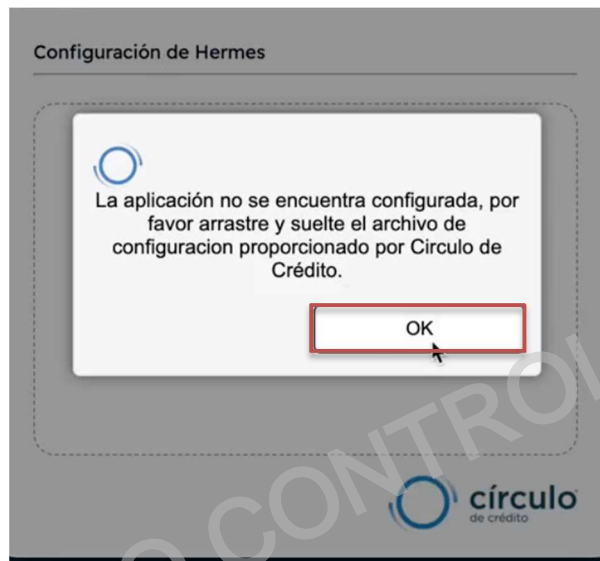 Configuración de Hermes
La aplicación no se encuentra configurada, por
favor arrastre y suelte el archivo de
configuracion proporcionado por Circulo de
Crédito.
OK
O CONTROL
círculo
de crédito